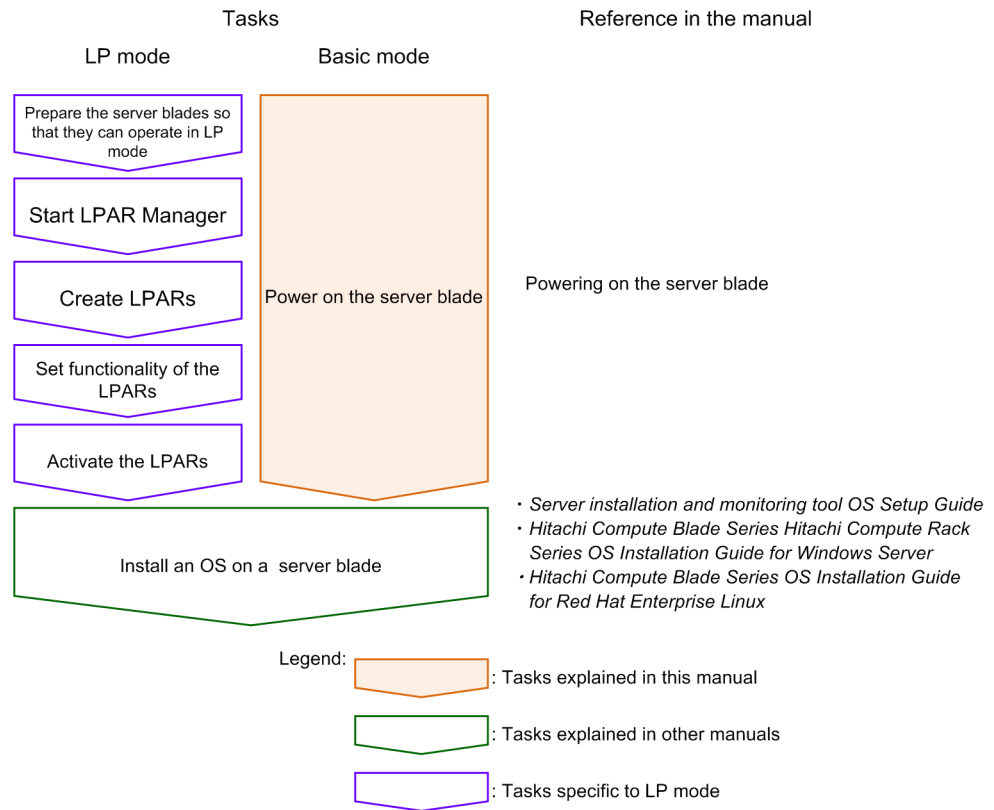 Tasks
Reference in the manual
LP mode
Basic mode
Prepare the server blades so
that they can operate in LP
mode
Start LPAR Manager
Create LPARs
Set functionality of the
LPARs
Activate the LPARs
Power on the server blade
Powering on the server blade
Install an OS on a server blade
・Server installation and monitoring tool OS Setup Guide
・Hitachi Compute Blade Series Hitachi Compute Rack
Series OS Installation Guide for Windows Server
・Hitachi Compute Blade Series OS Installation Guide
for Red Hat Enterprise Linux
Legend:
: Tasks explained in this manual
: Tasks explained in other manuals
: Tasks specific to LP mode